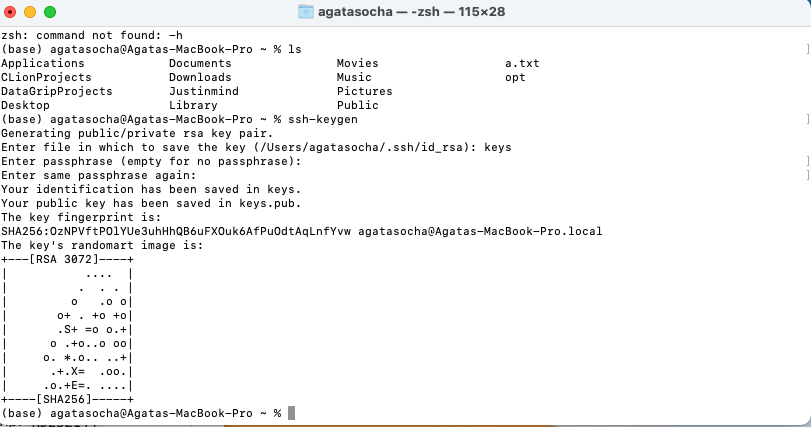 agatasocha — -zsh — 115×28
zsh: command not found: -h
(base) agatasocha@Agatas-MacBook-Pro ~ % ls
Applications Documents Movies a.txt
CLionProjects Downloads Music opt
DataGripProjects Justinmind Pictures
Desktop Library Public
(base) agatasocha@Agatas-MacBook-Pro ~ % ssh-keygen
Generating public/private rsa key pair.
Enter file in which to save the key (/Users/agatasocha/.ssh/id_rsa): keys
Enter passphrase (empty for no passphrase):
Enter same passphrase again:
Your identification has been saved in keys.
Your public key has been saved in keys.pub.
The key fingerprint is:
SHA256:OzNPVftPOlYUe3uhHhQB6uFXOuk6AfPuOdtAqLnfYvw agatasocha@Agatas-MacBook-Pro.local
The key's randomart image is:
+---[RSA 3072]----+
|           ....  |
|          .  . . |
|         o   .o o|
|       o+ . +o +o|
|       .S+ =o o.+|
|      o .+o..o oo|
|     o. *.o.. ..+|
|      .+.X=  .oo.|
|     .o.+E=. ....|
+----[SHA256]-----+
(base) agatasocha@Agatas-MacBook-Pro ~ %